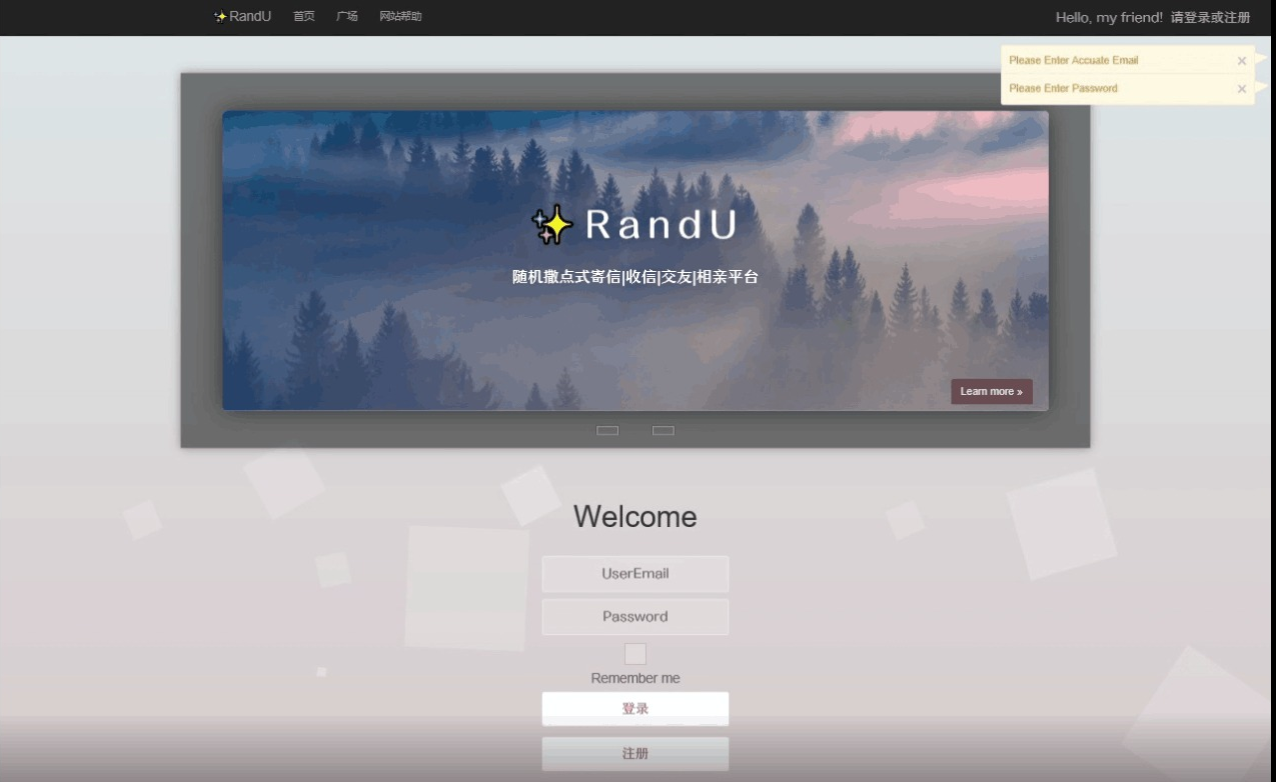 RandU 首页 广场 网站帮助 Hello, my friend! 请登录或注册
Please Enter Accuate Email ×
Please Enter Password ×
RandU
随机撒点式寄信|收信|交友|相亲平台
Learn more »
Welcome
UserEmail
Password
Remember me
登录
注册